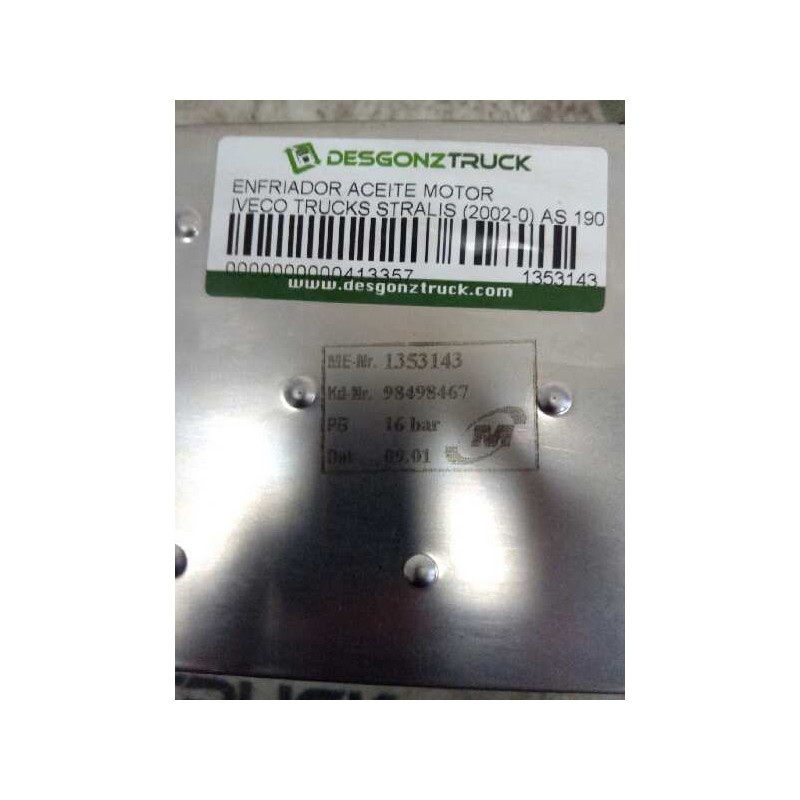 DESGONZTRUCK
ENFRIADOR ACEITE MOTOR
IVECO TRUCKS STRALIS (2002-0) AS 190
0000000000413357 1353143
www.desgonztruck.com
ME-Nr. 1353143
Kd-Nr. 98498467
PB 16 bar
Dat 09.01
M